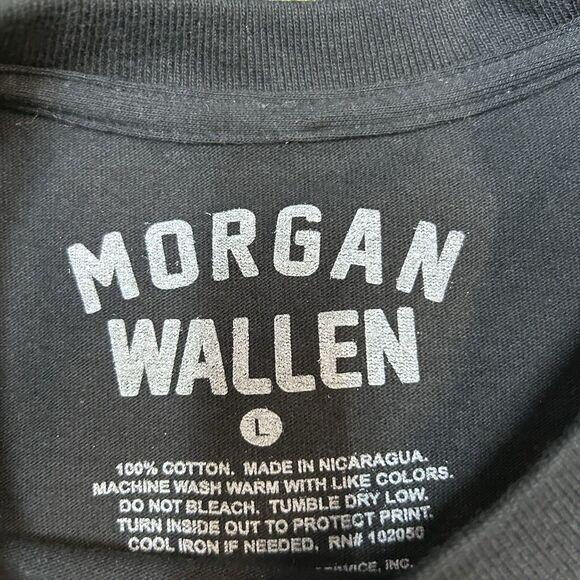 MORGAN
WALLEN
L
100% COTTON. MADE IN NICARAGUA.
MACHINE WASH WARM WITH LIKE COLORS.
DO NOT BLEACH. TUMBLE DRY LOW.
TURN INSIDE OUT TO PROTECT PRINT.
COOL IRON IF NEEDED. RN# 102050
INC.